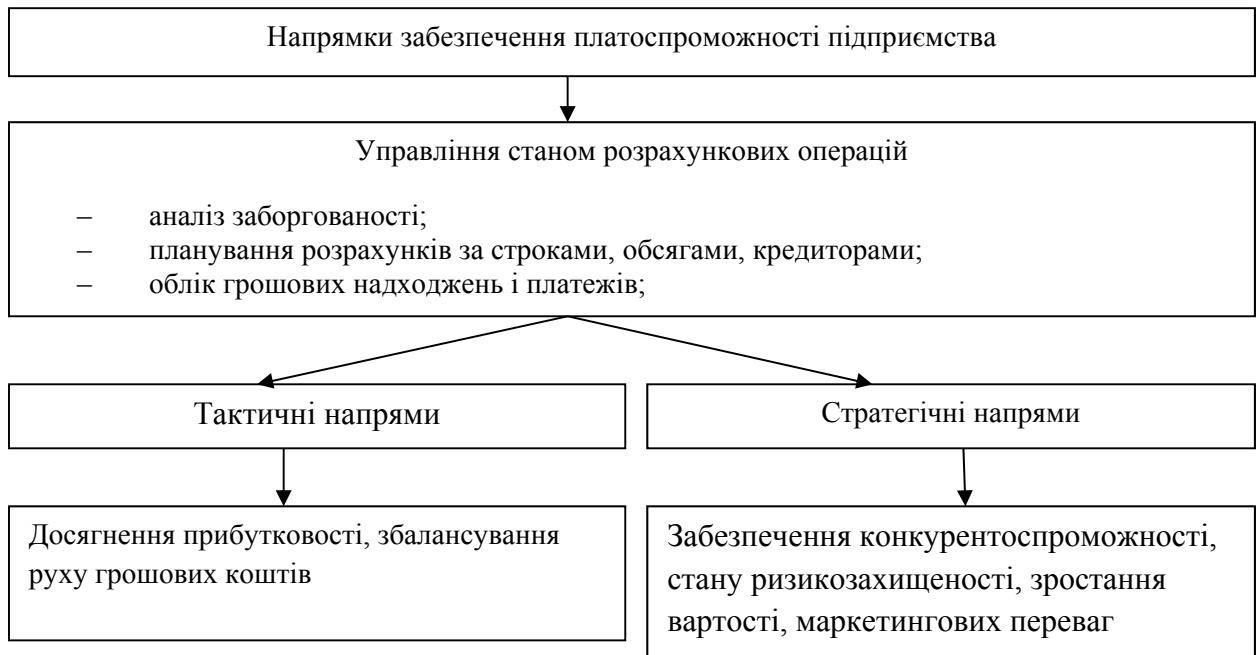 Напрямки забезпечення платоспроможності підприємства
Управління станом розрахункових операцій
– аналіз заборгованості;
– планування розрахунків за строками, обсягами, кредиторами;
– облік грошових надходжень і платежів;
Тактичні напрями
Стратегічні напрями
Досягнення прибутковості, збалансування
руху грошових коштів
Забезпечення конкурентоспроможності,
стану ризикозахищеності, зростання
вартості, маркетингових переваг